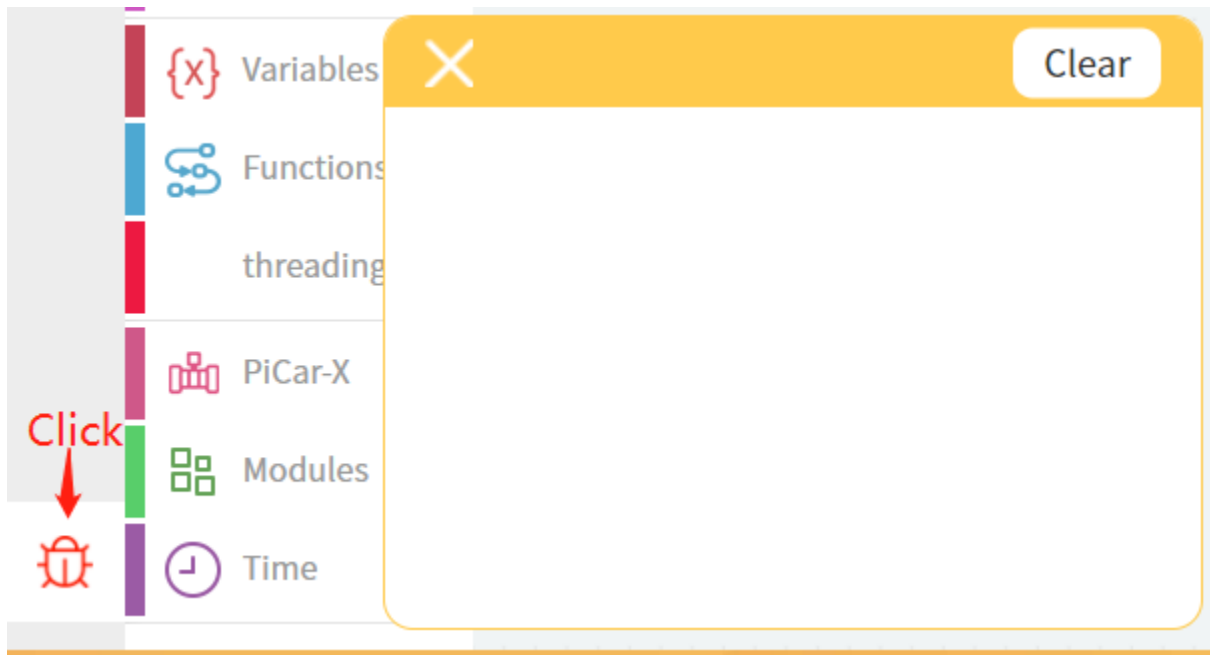 Variables
Clear
Functions
threading
PiCar-X
Click
Modules
Time